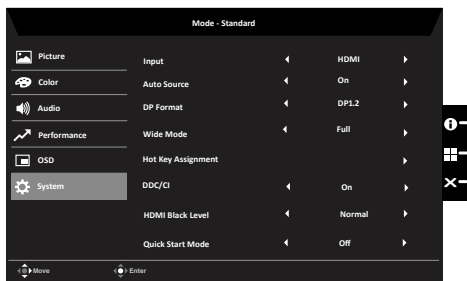 Mode - Standard
Picture
Color
Audio
Performance
OSD
System
Input HDMI
Auto Source On
DP Format DP1.2
Wide Mode Full
Hot Key Assignment
DDC/CI On
HDMI Black Level Normal
Quick Start Mode Off
Move Enter